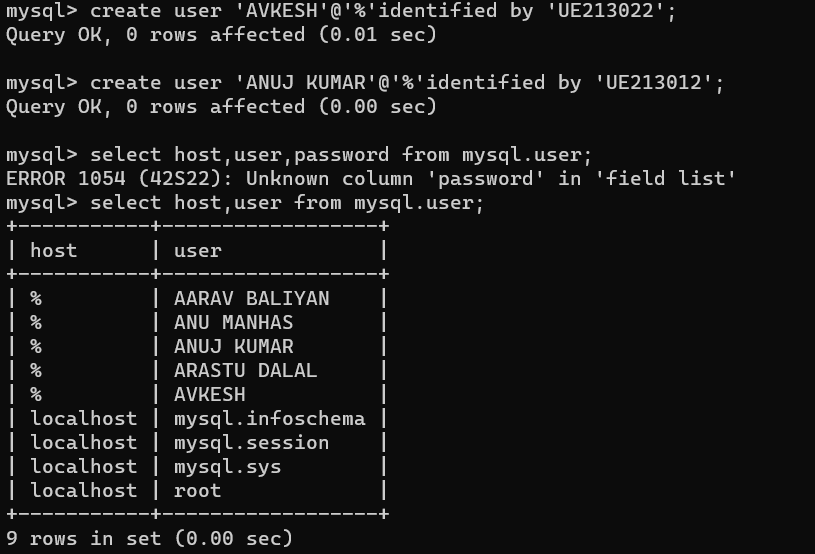 mysql> create user 'AVKESH'@'%'identified by 'UE213022';
Query OK, 0 rows affected (0.01 sec)

mysql> create user 'ANUJ KUMAR'@'%'identified by 'UE213012';
Query OK, 0 rows affected (0.00 sec)

mysql> select host,user,password from mysql.user;
ERROR 1054 (42S22): Unknown column 'password' in 'field list'
mysql> select host,user from mysql.user;
+-----------+------------------+
| host      | user             |
+-----------+------------------+
| %         | AARAV BALIYAN    |
| %         | ANU MANHAS       |
| %         | ANUJ KUMAR       |
| %         | ARASTU DALAL     |
| %         | AVKESH           |
| localhost | mysql.infoschema |
| localhost | mysql.session    |
| localhost | mysql.sys        |
| localhost | root             |
+-----------+------------------+
9 rows in set (0.00 sec)